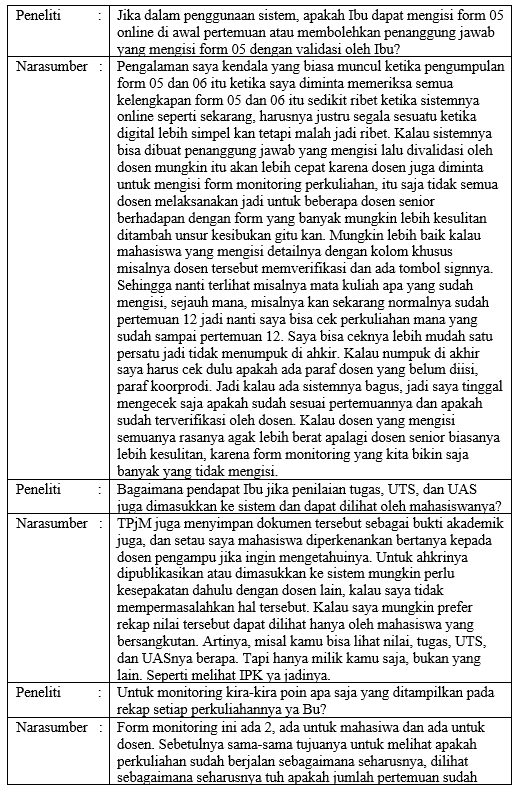 Peneliti : Jika dalam penggunaan sistem, apakah Ibu dapat mengisi form 05
online di awal pertemuan atau membolehkan penanggung jawab
yang mengisi form 05 dengan validasi oleh Ibu?
Narasumber : Pengalaman saya kendala yang biasa muncul ketika pengumpulan
form 05 dan 06 itu ketika saya diminta memeriksa semua
kelengkapan form 05 dan 06 itu sedikit ribet ketika sistemnya
online seperti sekarang, harusnya justru segala sesuatu ketika
digital lebih simpel kan tetapi malah jadi ribet. Kalau sistemnya
bisa dibuat penanggung jawab yang mengisi lalu divalidasi oleh
dosen mungkin itu akan lebih cepat karena dosen juga diminta
untuk mengisi form monitoring perkuliahan, itu saja tidak semua
dosen melaksanakan jadi untuk beberapa dosen senior
berhadapan dengan form yang banyak mungkin lebih kesulitan
ditambah unsur kesibukan gitu kan. Mungkin lebih baik kalau
mahasiswa yang mengisi detailnya dengan kolom khusus
misalnya dosen tersebut memverifikasi dan ada tombol signnya.
Sehingga nanti terlihat misalnya mata kuliah apa yang sudah
mengisi, sejauh mana, misalnya kan sekarang normalnya sudah
pertemuan 12 jadi nanti saya bisa cek perkuliahan mana yang
sudah sampai pertemuan 12. Saya bisa ceknya lebih mudah satu
persatu jadi tidak menumpuk di ahkir. Kalau numpuk di akhir
saya harus cek dulu apakah ada paraf dosen yang belum diisi,
paraf koorprodi. Jadi kalau ada sistemnya bagus, jadi saya tinggal
mengecek saja apakah sudah sesuai pertemuannya dan apakah
sudah terverifikasi oleh dosen. Kalau dosen yang mengisi
semuanya rasanya agak lebih berat apalagi dosen senior biasanya
lebih kesulitan, karena form monitoring yang kita bikin saja
banyak yang tidak mengisi.
Peneliti : Bagaimana pendapat Ibu jika penilaian tugas, UTS, dan UAS
juga dimasukkan ke sistem dan dapat dilihat oleh mahasiswanya?
Narasumber : TPjM juga menyimpan dokumen tersebut sebagai bukti akademik
juga, dan setau saya mahasiswa diperkenankan bertanya kepada
dosen pengampu jika ingin mengetahuinya. Untuk ahkirnya
dipublikasikan atau dimasukkan ke sistem mungkin perlu
kesepakatan dahulu dengan dosen lain, kalau saya tidak
mempermasalahkan hal tersebut. Kalau saya mungkin prefer
rekap nilai tersebut dapat dilihat hanya oleh mahasiswa yang
bersangkutan. Artinya, misal kamu bisa lihat nilai, tugas, UTS,
dan UASnya berapa. Tapi hanya milik kamu saja, bukan yang
lain. Seperti melihat IPK ya jadinya.
Peneliti : Untuk monitoring kira-kira poin apa saja yang ditampilkan pada
rekap setiap perkuliahannya ya Bu?
Narasumber : Form monitoring ini ada 2, ada untuk mahasiwa dan ada untuk
dosen. Sebetulnya sama-sama tujuanya untuk melihat apakah
perkuliahan sudah berjalan sebagaimana seharusnya, dilihat
sebagaimana seharusnya tuh apakah jumlah pertemuan sudah